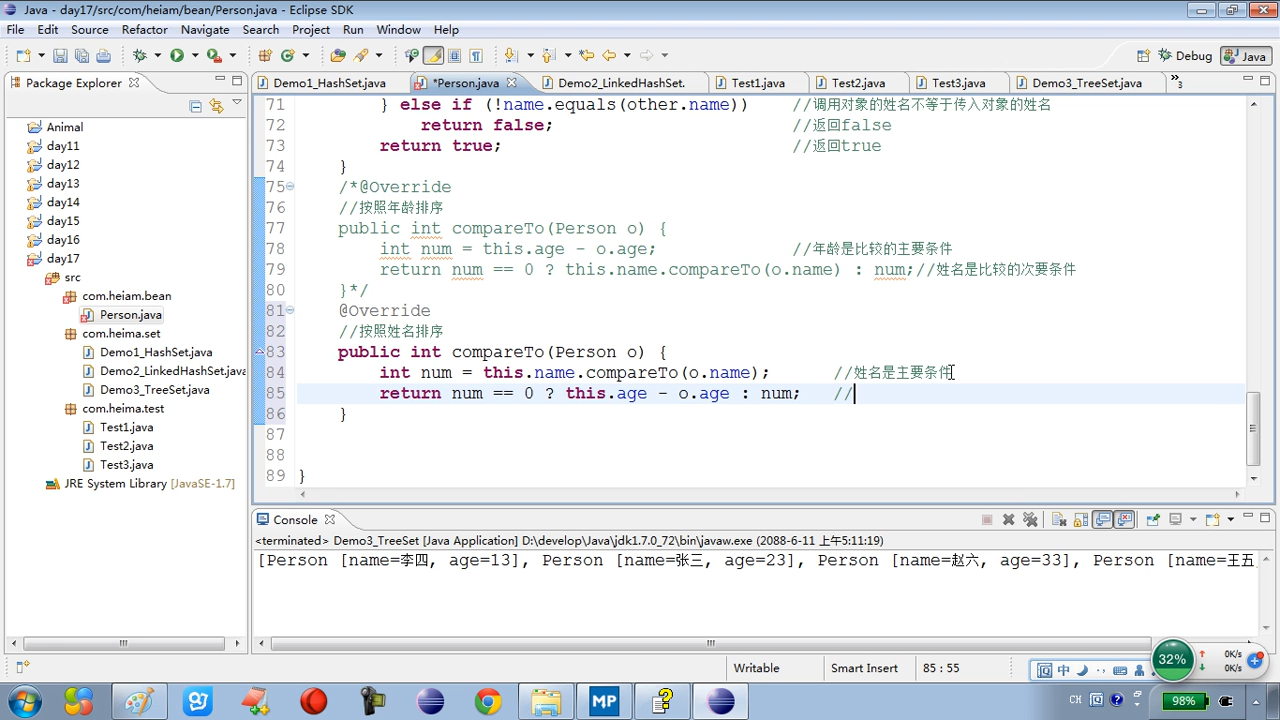 Java - day17/src/com/heiam/bean/Person.java - Eclipse SDK
File Edit Source Refactor Navigate Search Project Run Window Help
Debug Java
Package Explorer
Demo1_HashSet.java *Person.java Demo2_LinkedHashSet. Test1.java Test2.java Test3.java Demo3_TreeSet.java »3
Animal
day11
day12
day13
day14
day15
day16
day17
src
com.heiam.bean
Person.java
com.heima.set
Demo1_HashSet.java
Demo2_LinkedHashSet.java
Demo3_TreeSet.java
com.heima.test
Test1.java
Test2.java
Test3.java
JRE System Library [JavaSE-1.7]
71 } else if (!name.equals(other.name)) //调用对象的姓名不等于传入对象的姓名
72 return false; //返回false
73 return true; //返回true
74 }
75 /*@Override
76 //按照年龄排序
77 public int compareTo(Person o) {
78 int num = this.age - o.age; //年龄是比较的主要条件
79 return num == 0 ? this.name.compareTo(o.name) : num;//姓名是比较的次要条件
80 }*/
81 @Override
82 //按照姓名排序
83 public int compareTo(Person o) {
84 int num = this.name.compareTo(o.name); //姓名是主要条件
85 return num == 0 ? this.age - o.age : num; //
86 }
87
88
89 }
Console
<terminated> Demo3_TreeSet [Java Application] D:\develop\Java\jdk1.7.0_72\bin\javaw.exe (2088-6-11 上午5:11:19)
[Person [name=李四, age=13], Person [name=张三, age=23], Person [name=赵六, age=33], Person [name=王五
Writable Smart Insert 85 : 55
中
32% 0K/s
0K/s
MP
CH 98%